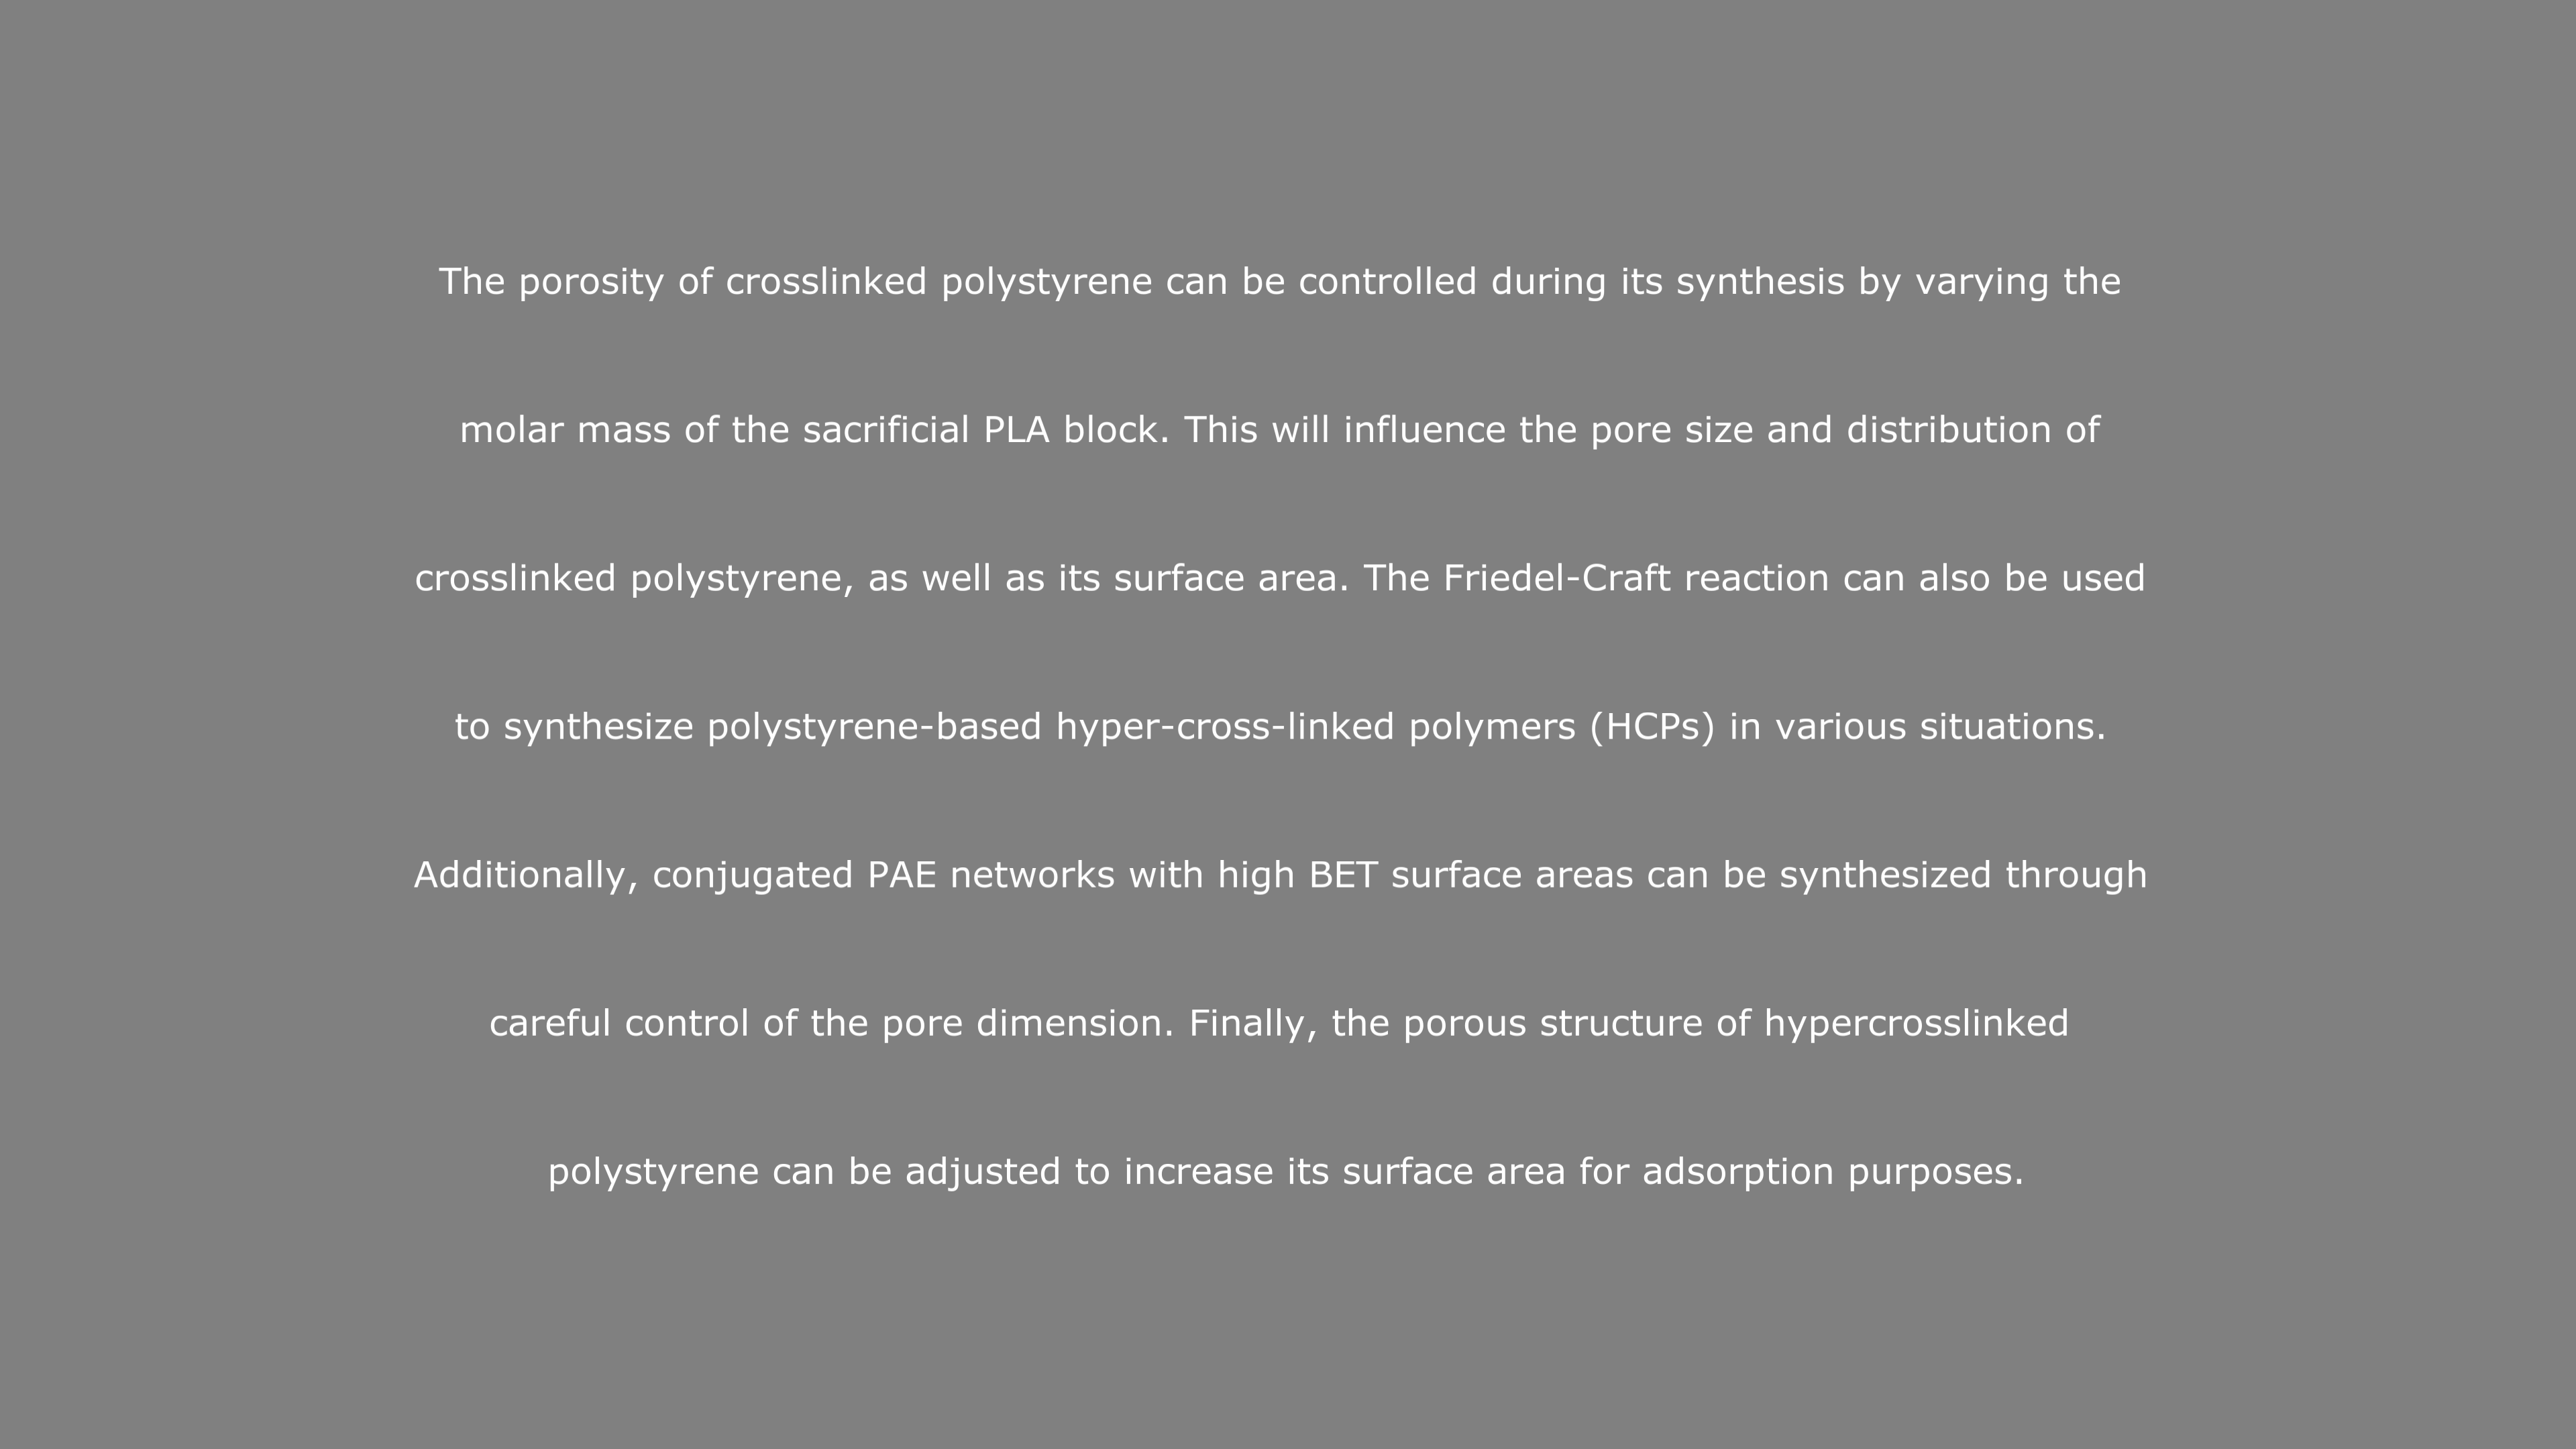 The porosity of crosslinked polystyrene can be controlled during its synthesis by varying the
molar mass of the sacrificial PLA block. This will influence the pore size and distribution of
crosslinked polystyrene, as well as its surface area. The Friedel-Craft reaction can also be used
to synthesize polystyrene-based hyper-cross-linked polymers (HCPs) in various situations.
Additionally, conjugated PAE networks with high BET surface areas can be synthesized through
careful control of the pore dimension. Finally, the porous structure of hypercrosslinked
polystyrene can be adjusted to increase its surface area for adsorption purposes.